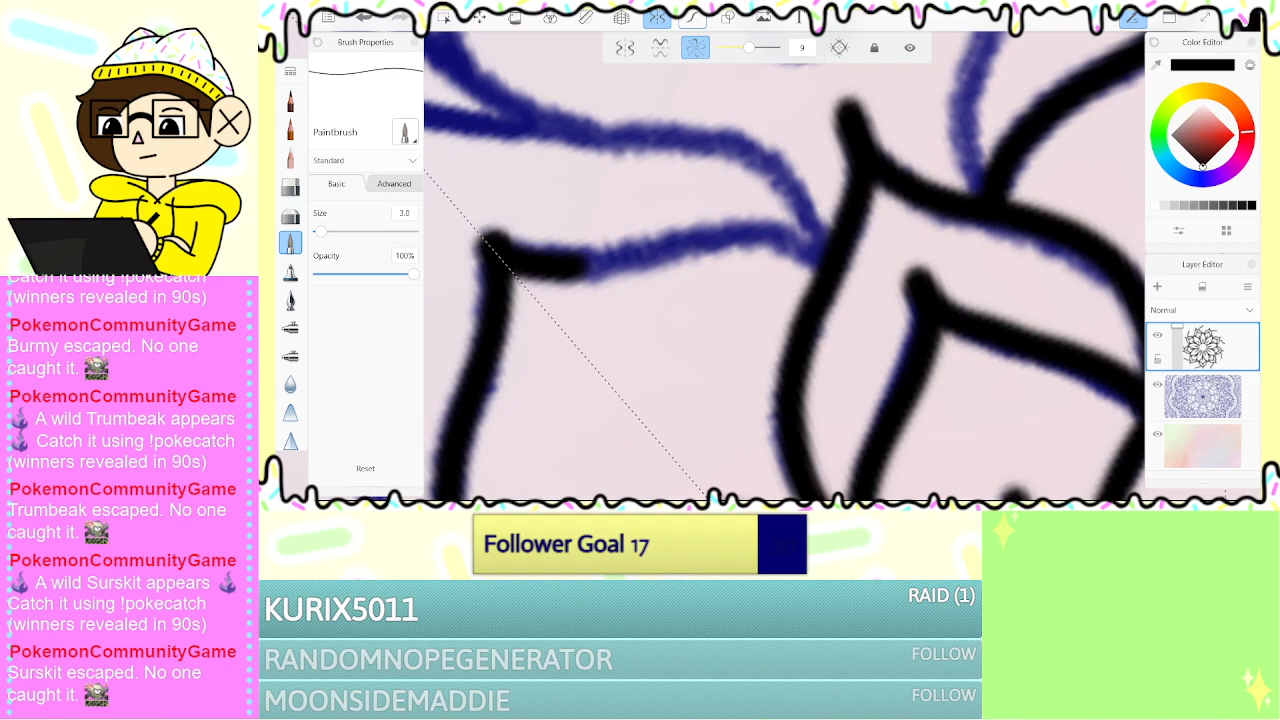 Catch it using !pokecatch
(winners revealed in 90s)
PokemonCommunityGame
Burmy escaped. No one
caught it.
PokemonCommunityGame
A wild Trumbeak appears
Catch it using !pokecatch
(winners revealed in 90s)
PokemonCommunityGame
Trumbeak escaped. No one
caught it.
PokemonCommunityGame
A wild Surskit appears
Catch it using !pokecatch
(winners revealed in 90s)
PokemonCommunityGame
Surskit escaped. No one
caught it.
Brush Properties
Paintbrush
Standard
Basic
Advanced
Size
3.0
Opacity
100%
Reset
9
Color Editor
Layer Editor
Normal
Follower Goal 17
KURIX5011
RAID (1)
RANDOMNOPEGENERATOR
FOLLOW
MOONSIDEMADDIE
FOLLOW